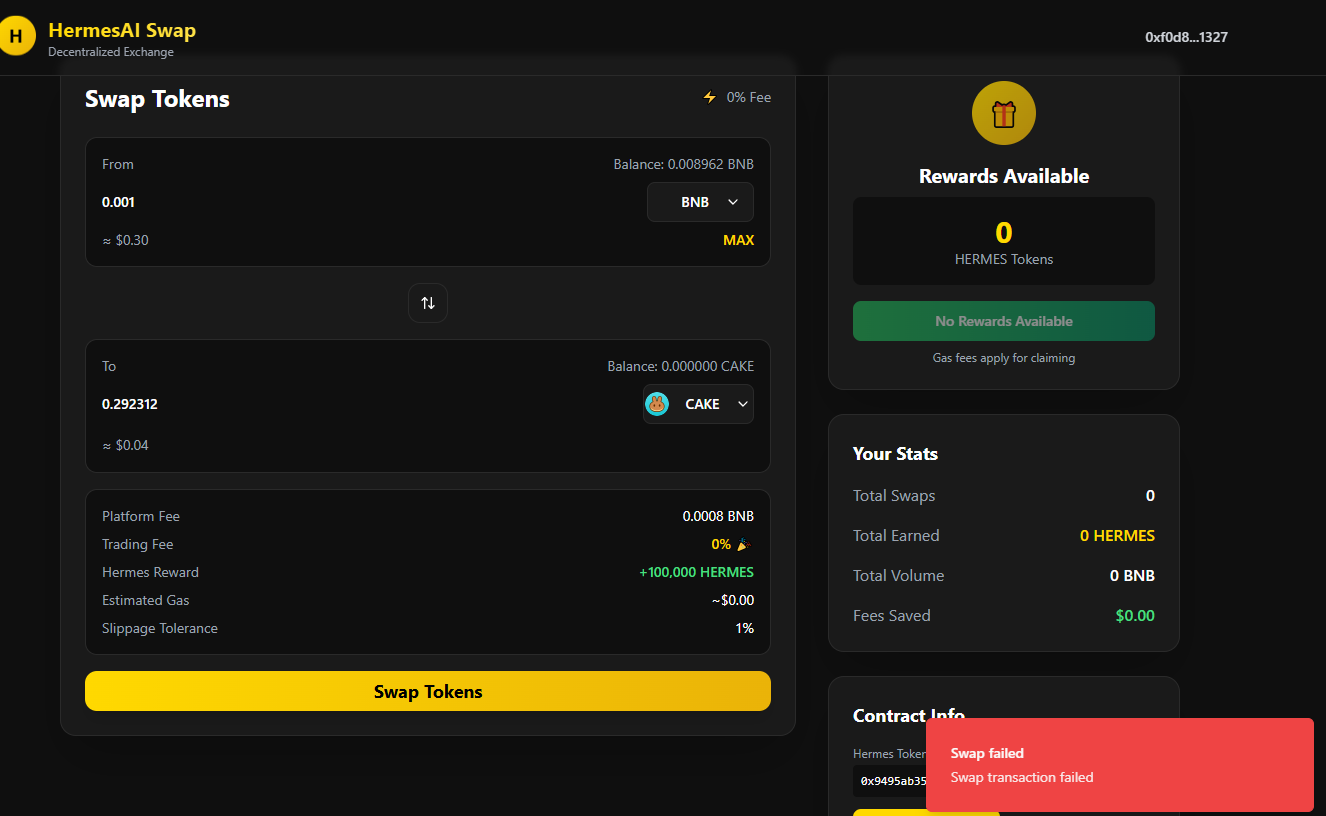 H
HermesAI Swap
Decentralized Exchange
0xf0d8...1327
Swap Tokens
0% Fee
From
Balance: 0.008962 BNB
0.001
BNB
≈ $0.30
MAX
To
Balance: 0.000000 CAKE
0.292312
CAKE
≈ $0.04
Platform Fee
0.0008 BNB
Trading Fee
0% 🎉
Hermes Reward
+100,000 HERMES
Estimated Gas
~$0.00
Slippage Tolerance
1%
Swap Tokens
Rewards Available
0
HERMES Tokens
No Rewards Available
Gas fees apply for claiming
Your Stats
Total Swaps
0
Total Earned
0 HERMES
Total Volume
0 BNB
Fees Saved
$0.00
Contract Info
Hermes Token
0x9495ab35
Swap failed
Swap transaction failed